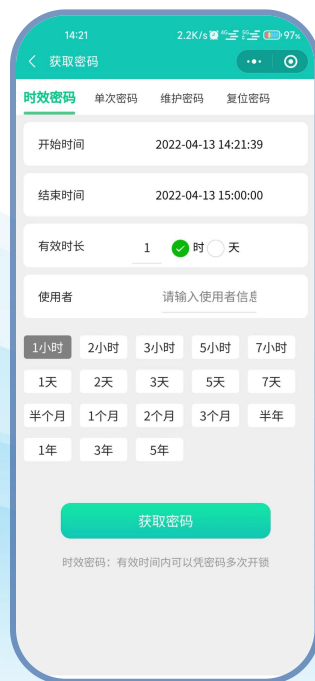 14:21 2.2K/s 4G 5G 97%
获取密码
时效密码 单次密码 维护密码 复位密码
开始时间 2022-04-13 14:21:39
结束时间 2022-04-13 15:00:00
有效时长 1 时 天
使用者 请输入使用者信息
1小时 2小时 3小时 5小时 7小时
1天 2天 3天 5天 7天
半个月 1个月 2个月 3个月 半年
1年 3年 5年
获取密码
时效密码：有效时间内可以凭密码多次开锁